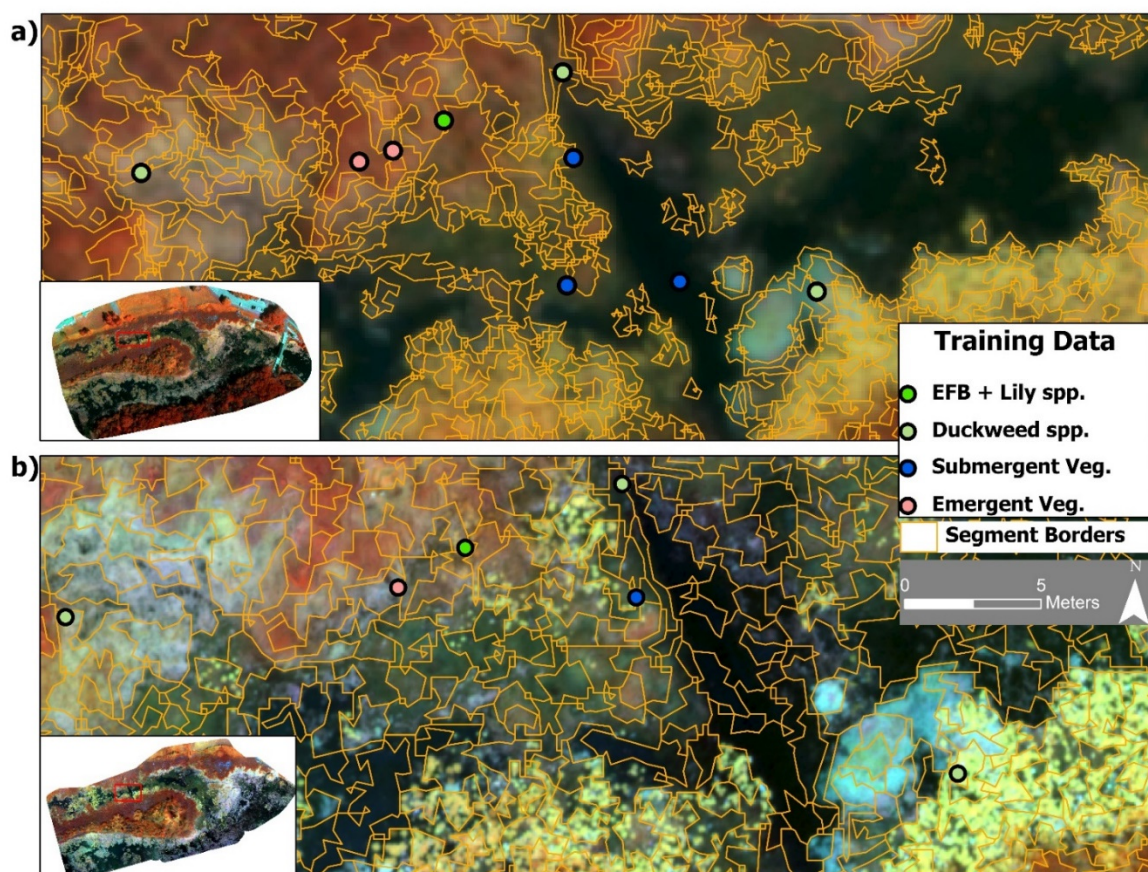 a)
Training Data
EFB + Lily spp.
Duckweed spp.
Submergent Veg.
Emergent Veg.
Segment Borders
b)
0 5
Meters
N